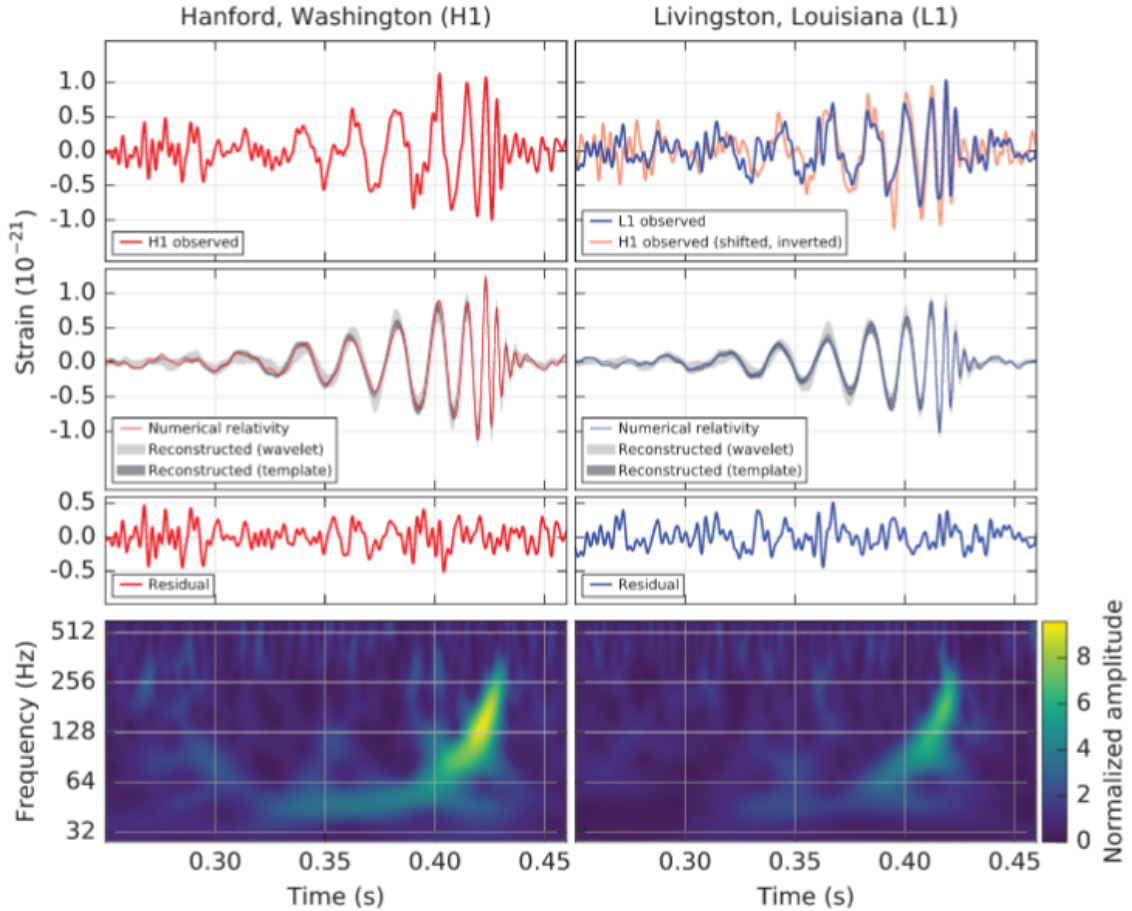 Hanford, Washington (H1)
Livingston, Louisiana (L1)
Strain (10⁻²¹)
1.0
0.5
0.0
-0.5
-1.0
H1 observed
L1 observed
H1 observed (shifted, inverted)
1.0
0.5
0.0
-0.5
-1.0
Numerical relativity
Reconstructed (wavelet)
Reconstructed (template)
Numerical relativity
Reconstructed (wavelet)
Reconstructed (template)
0.5
0.0
-0.5
Residual
Residual
Frequency (Hz)
512
256
128
64
32
0.30
0.35
0.40
0.45
Time (s)
0.30
0.35
0.40
0.45
Time (s)
8
6
4
2
0
Normalized amplitude